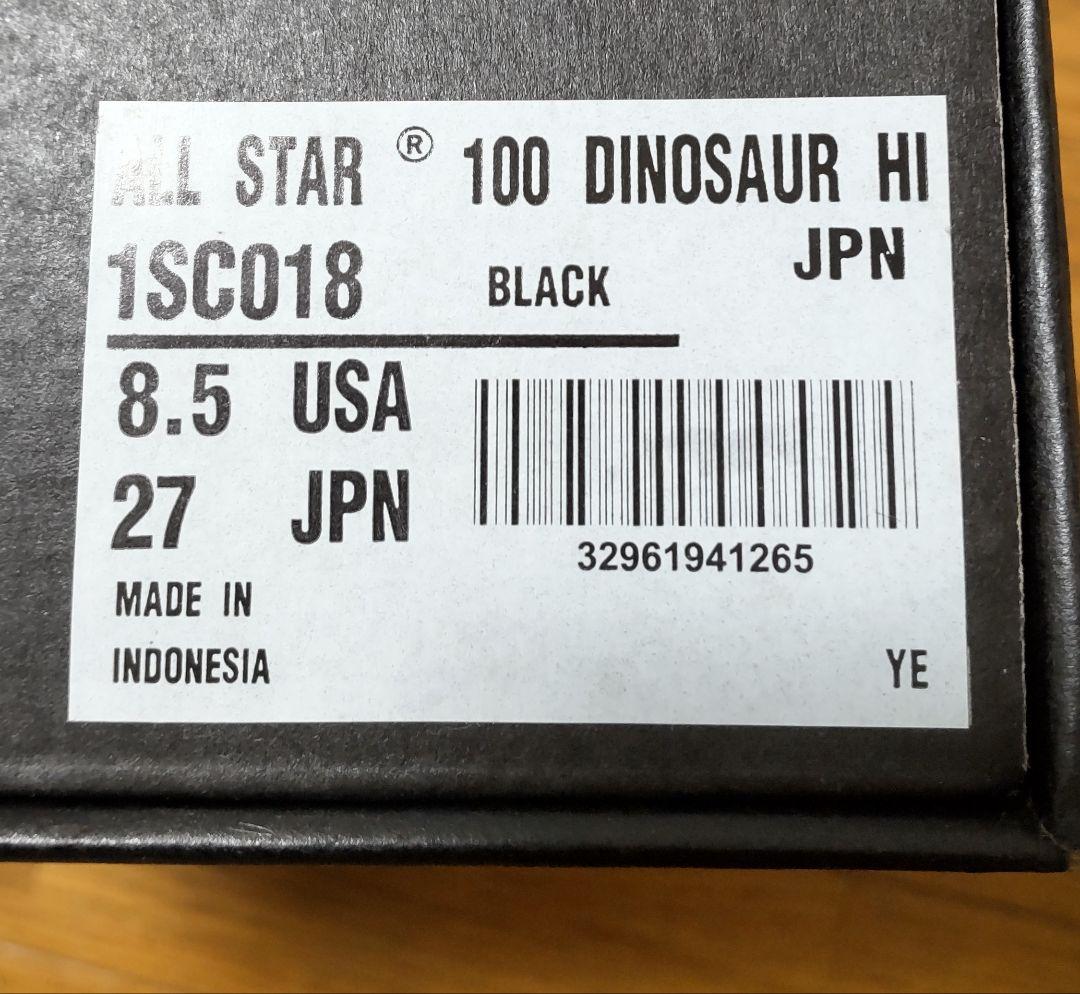 ALL STAR ® 100 DINOSAUR HI
JPN
1SC018 BLACK
8.5 USA
27 JPN
32961941265
MADE IN
INDONESIA
YE